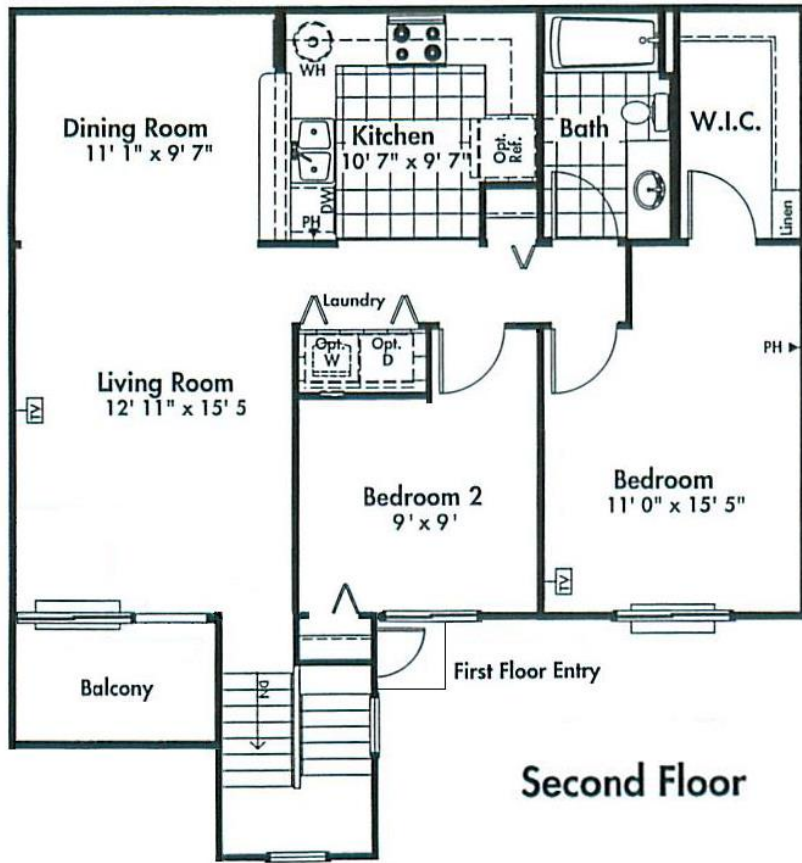 WH
Dining Room
11' 1" x 9' 7"
Kitchen
10' 7" x 9' 7"
Opt.
Ref.
Bath
W.I.C.
DW
PH
Linen
Laundry
Opt.
W
Opt.
D
PH
Living Room
12' 11" x 15' 5
TV
Bedroom 2
9' x 9'
Bedroom
11' 0" x 15' 5"
TV
Balcony
DN
First Floor Entry
Second Floor